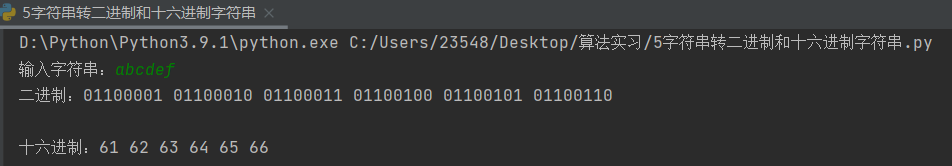 5字符串转二进制和十六进制字符串
D:\Python\Python3.9.1\python.exe C:/Users/23548/Desktop/算法实习/5字符串转二进制和十六进制字符串.py
输入字符串：abcdef
二进制：01100001 01100010 01100011 01100100 01100101 01100110
十六进制：61 62 63 64 65 66